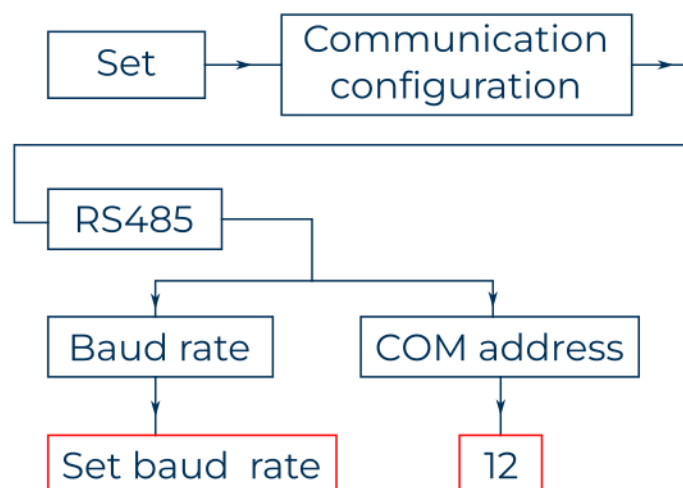 Set
Communication
configuration
RS485
Baud rate
COM address
Set baud rate
12